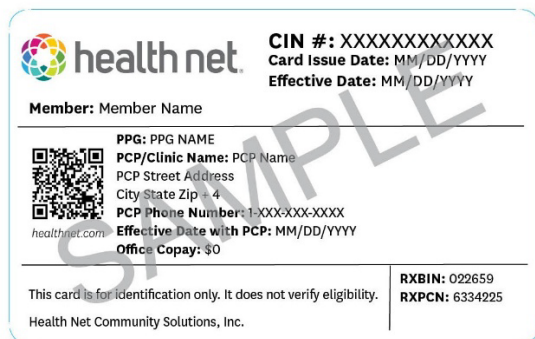 health net.
CIN #: XXXXXXXXXXXX
Card Issue Date: MM/DD/YYYY
Effective Date: MM/DD/YYYY
Member: Member Name
PPG: PPG NAME
PCP/Clinic Name: PCP Name
PCP Street Address
City State Zip + 4
PCP Phone Number: 1-XXX-XXX-XXXX
Effective Date with PCP: MM/DD/YYYY
Office Copay: $0
healthnet.com
SAMPLE
This card is for identification only. It does not verify eligibility.
Health Net Community Solutions, Inc.
RXBIN: 022659
RXPCN: 6334225